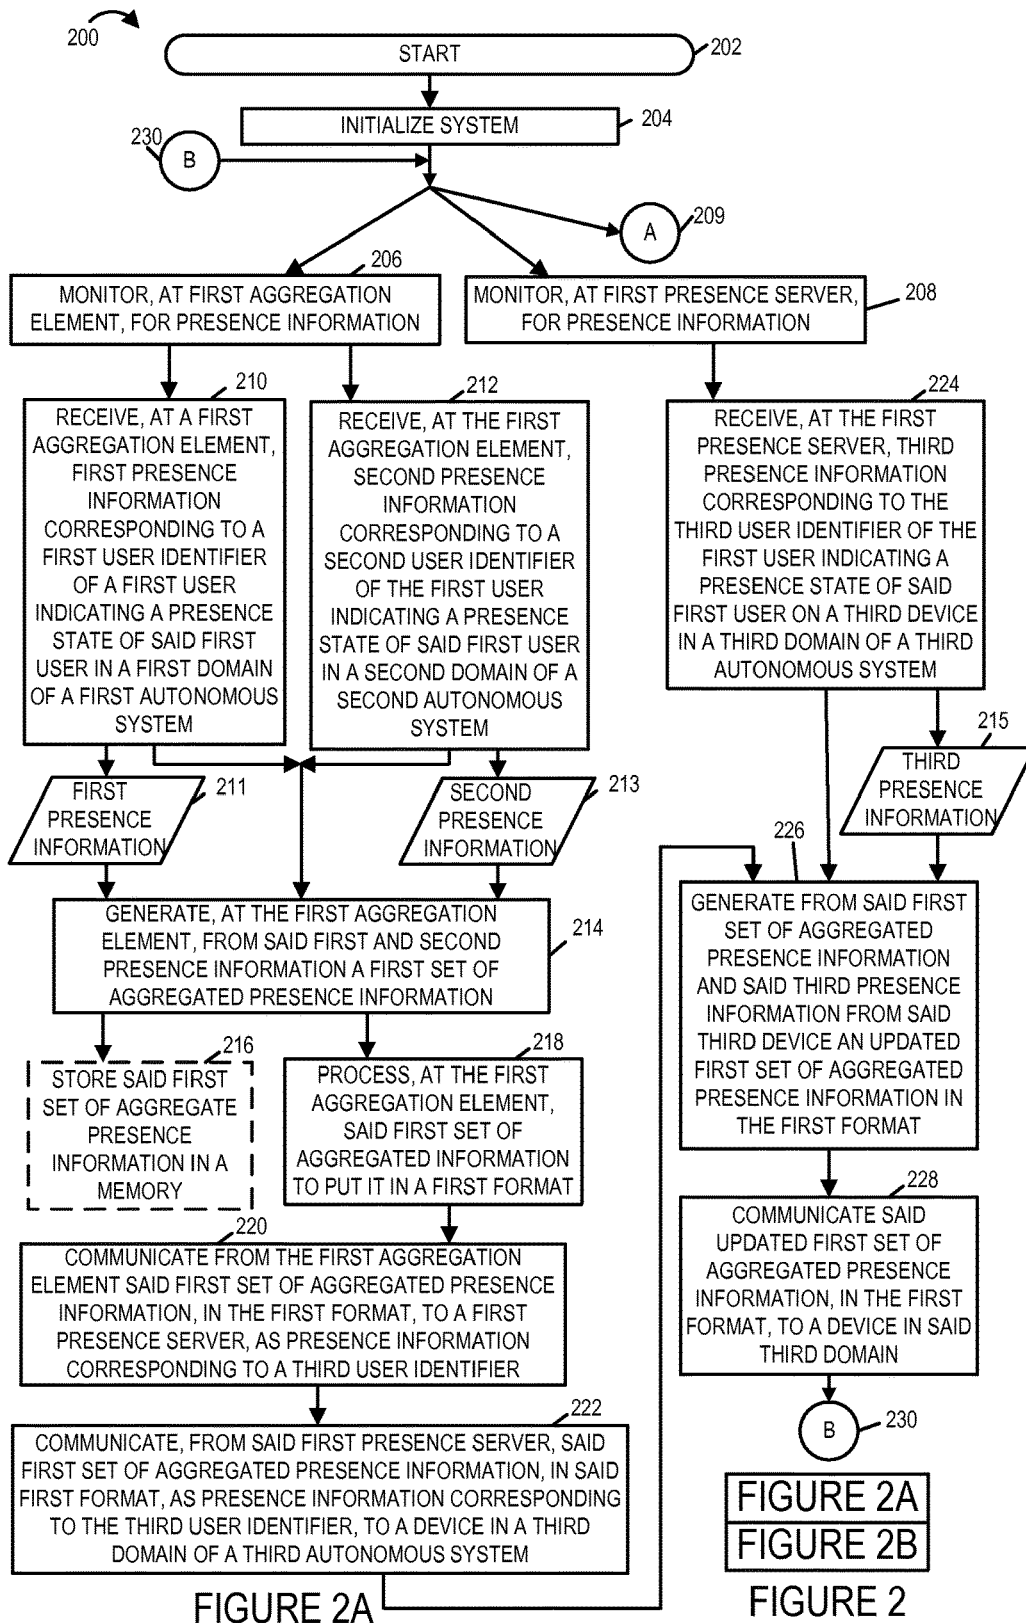 200
START
202
INITIALIZE SYSTEM
204
230
B
A
209
206
MONITOR, AT FIRST AGGREGATION
ELEMENT, FOR PRESENCE INFORMATION
MONITOR, AT FIRST PRESENCE SERVER,
FOR PRESENCE INFORMATION
208
210
RECEIVE, AT A FIRST
AGGREGATION ELEMENT,
FIRST PRESENCE
INFORMATION
CORRESPONDING TO A
FIRST USER IDENTIFIER
OF A FIRST USER
INDICATING A PRESENCE
STATE OF SAID FIRST
USER IN A FIRST DOMAIN
OF A FIRST AUTONOMOUS
SYSTEM
212
RECEIVE, AT THE FIRST
AGGREGATION ELEMENT,
SECOND PRESENCE
INFORMATION
CORRESPONDING TO A
SECOND USER IDENTIFIER
OF THE FIRST USER
INDICATING A PRESENCE
STATE OF SAID FIRST USER
IN A SECOND DOMAIN OF A
SECOND AUTONOMOUS
SYSTEM
224
RECEIVE, AT THE FIRST
PRESENCE SERVER, THIRD
PRESENCE INFORMATION
CORRESPONDING TO THE
THIRD USER IDENTIFIER OF THE
FIRST USER INDICATING A
PRESENCE STATE OF SAID
FIRST USER ON A THIRD DEVICE
IN A THIRD DOMAIN OF A THIRD
AUTONOMOUS SYSTEM
FIRST
PRESENCE
INFORMATION
211
SECOND
PRESENCE
INFORMATION
213
215
THIRD
PRESENCE
INFORMATION
GENERATE, AT THE FIRST AGGREGATION
ELEMENT, FROM SAID FIRST AND SECOND
PRESENCE INFORMATION A FIRST SET OF
AGGREGATED PRESENCE INFORMATION
214
226
GENERATE FROM SAID FIRST
SET OF AGGREGATED
PRESENCE INFORMATION
AND SAID THIRD PRESENCE
INFORMATION FROM SAID
THIRD DEVICE AN UPDATED
FIRST SET OF AGGREGATED
PRESENCE INFORMATION IN
THE FIRST FORMAT
216
STORE SAID FIRST
SET OF AGGREGATE
PRESENCE
INFORMATION IN A
MEMORY
218
PROCESS, AT THE FIRST
AGGREGATION ELEMENT,
SAID FIRST SET OF
AGGREGATED INFORMATION
TO PUT IT IN A FIRST FORMAT
220
COMMUNICATE FROM THE FIRST AGGREGATION
ELEMENT SAID FIRST SET OF AGGREGATED PRESENCE
INFORMATION, IN THE FIRST FORMAT, TO A FIRST
PRESENCE SERVER, AS PRESENCE INFORMATION
CORRESPONDING TO A THIRD USER IDENTIFIER
228
COMMUNICATE SAID
UPDATED FIRST SET OF
AGGREGATED PRESENCE
INFORMATION, IN THE FIRST
FORMAT, TO A DEVICE IN SAID
THIRD DOMAIN
222
COMMUNICATE, FROM SAID FIRST PRESENCE SERVER, SAID
FIRST SET OF AGGREGATED PRESENCE INFORMATION, IN SAID
FIRST FORMAT, AS PRESENCE INFORMATION CORRESPONDING
TO THE THIRD USER IDENTIFIER, TO A DEVICE IN A THIRD
DOMAIN OF A THIRD AUTONOMOUS SYSTEM
B
230
FIGURE 2A
FIGURE 2B
FIGURE 2A
FIGURE 2